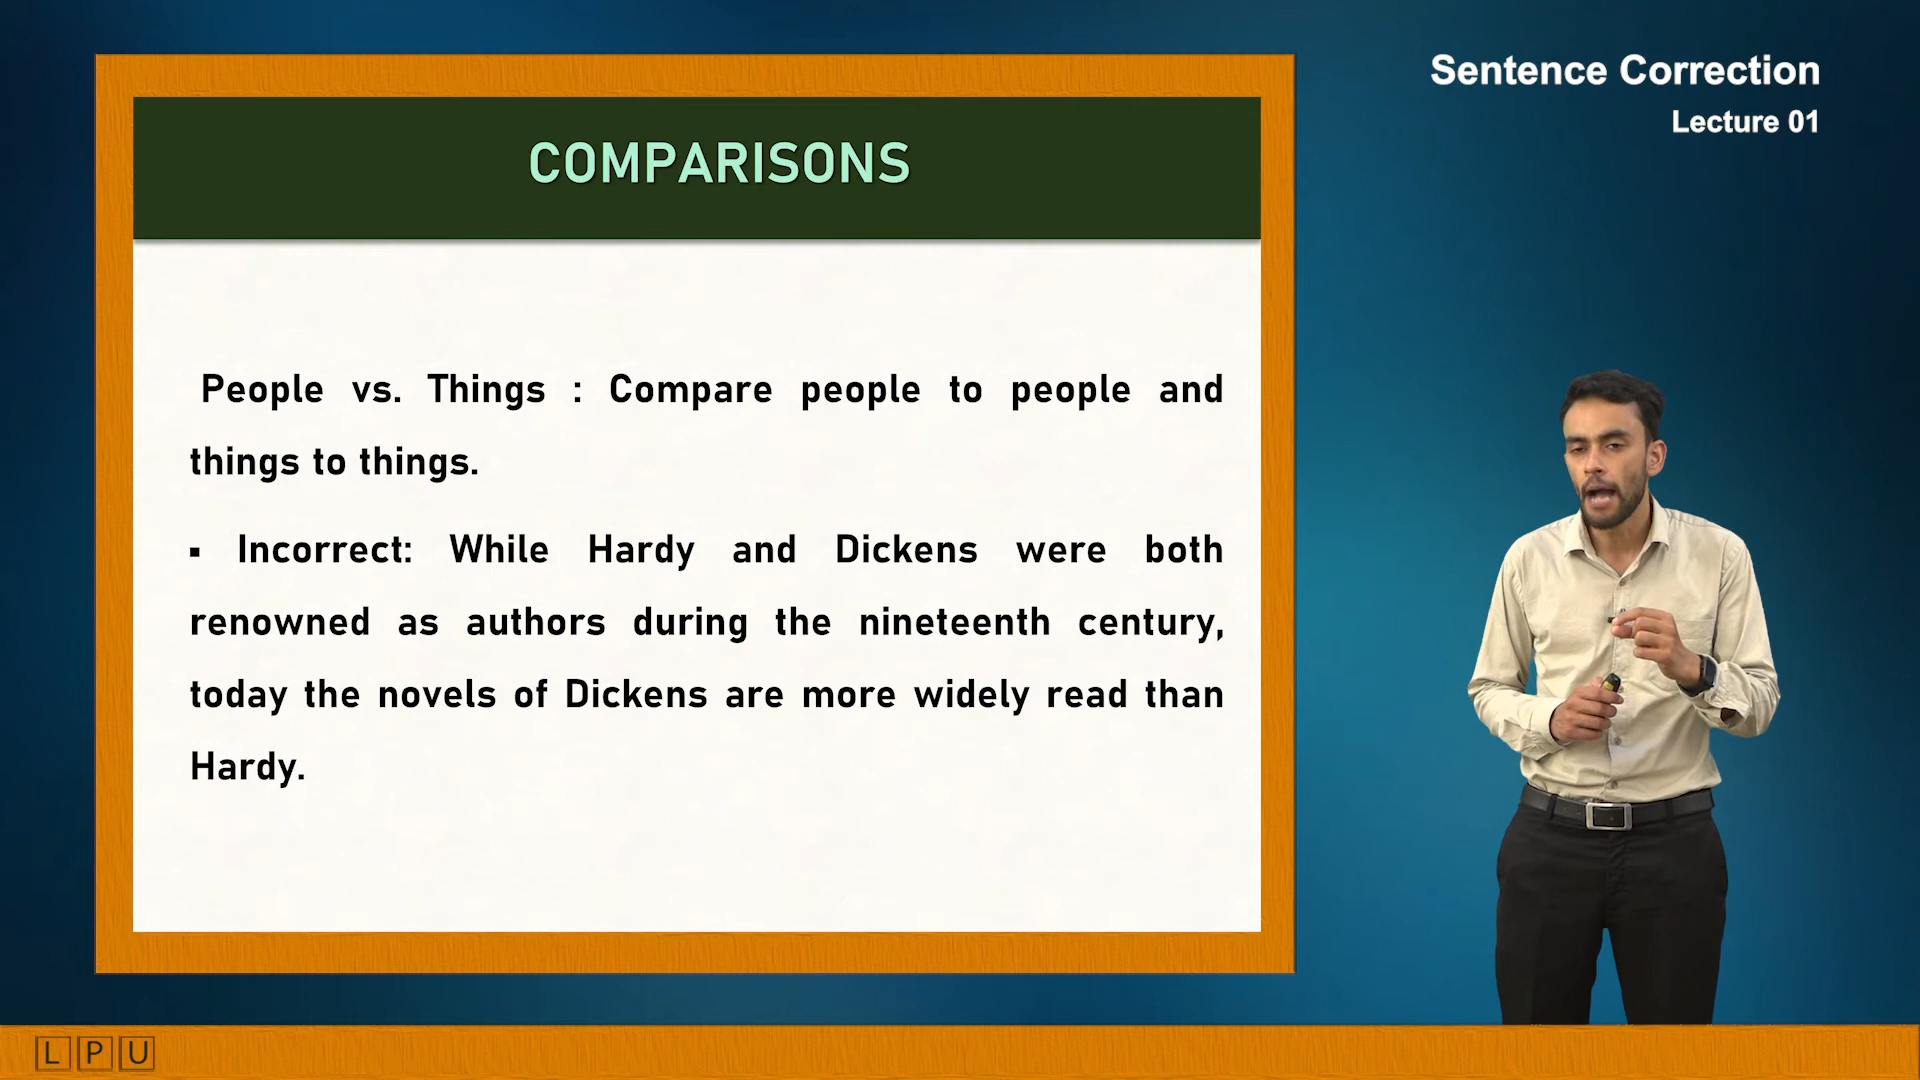 Sentence Correction
Lecture 01
COMPARISONS
People vs. Things : Compare people to people and
things to things.
▪ Incorrect: While Hardy and Dickens were both
renowned as authors during the nineteenth century,
today the novels of Dickens are more widely read than
Hardy.
L P U